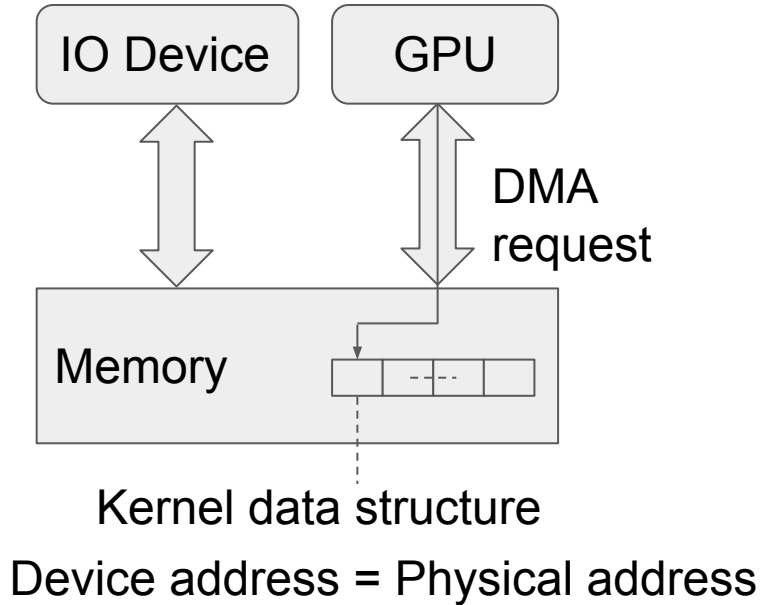 IO Device
GPU
DMA
request
Memory
Kernel data structure
Device address = Physical address